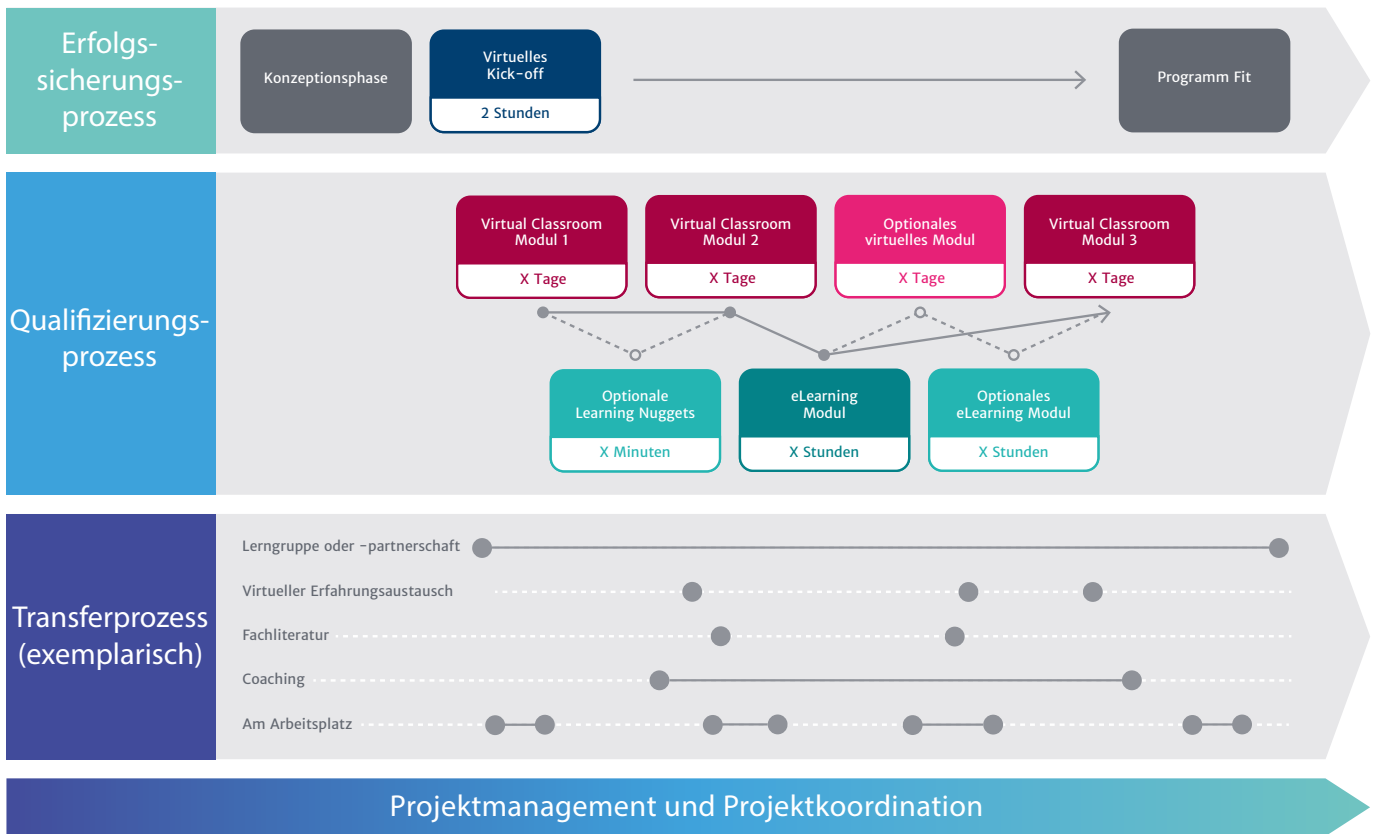 Erfolgs-
sicherungs-
prozess
Konzeptionsphase
Virtuelles
Kick-off
2 Stunden
Programm Fit
Qualifizierungs-
prozess
Virtual Classroom
Modul 1
X Tage
Virtual Classroom
Modul 2
X Tage
Optionales
virtuelles Modul
X Tage
Virtual Classroom
Modul 3
X Tage
Optionale
Learning Nuggets
X Minuten
eLearning
Modul
X Stunden
Optionales
eLearning Modul
X Stunden
Transferprozess
(exemplarisch)
Lerngruppe oder -partnerschaft
Virtueller Erfahrungsaustausch
Fachliteratur
Coaching
Am Arbeitsplatz
Projektmanagement und Projektkoordination